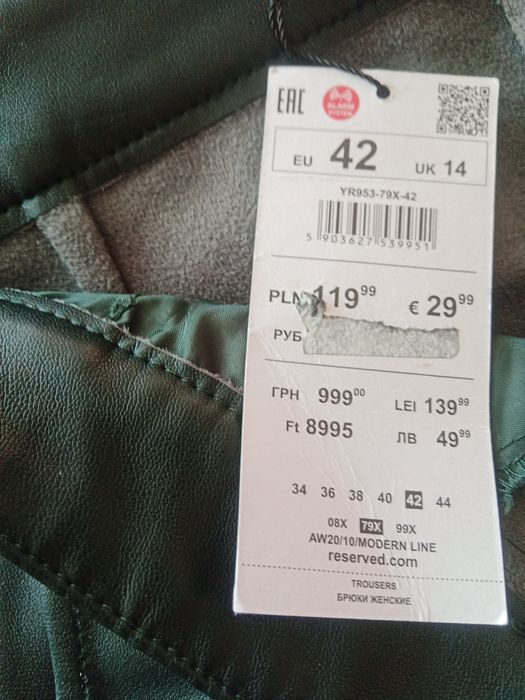 EAC
ALARM SYSTEM
EU 42 UK 14
YR953-79X-42
5 903627 539951
PLN 119 99 € 29 99
РУБ
ГРН 999 00 LEI 139 99
Ft 8995 ЛВ 49 99
34 36 38 40 42 44
08X 79X 99X
AW20/10/MODERN LINE
reserved.com
TROUSERS
БРЮКИ ЖЕНСКИЕ